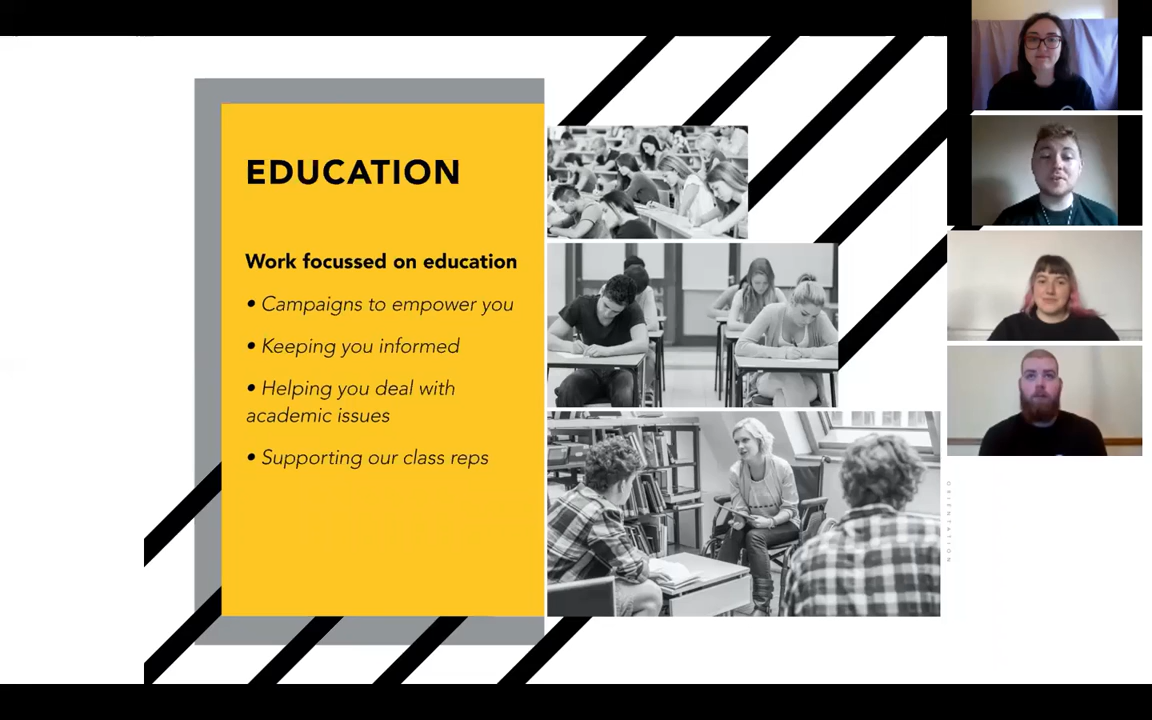 EDUCATION
Work focussed on education
• Campaigns to empower you
• Keeping you informed
• Helping you deal with
academic issues
• Supporting our class reps
ORIENTATION